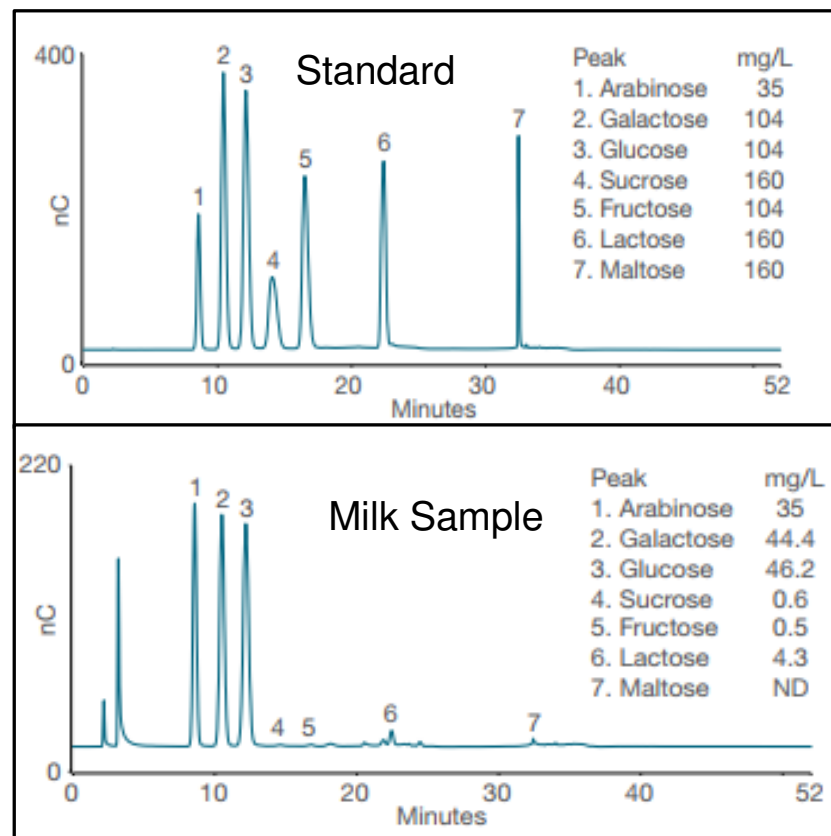 Standard
400
nC
0
0 10 20 30 40 52
Minutes
1 2 3 4 5 6 7
Peak mg/L
1. Arabinose 35
2. Galactose 104
3. Glucose 104
4. Sucrose 160
5. Fructose 104
6. Lactose 160
7. Maltose 160
Milk Sample
220
nC
0
0 10 20 30 40 52
Minutes
1 2 3 4 5 6 7
Peak mg/L
1. Arabinose 35
2. Galactose 44.4
3. Glucose 46.2
4. Sucrose 0.6
5. Fructose 0.5
6. Lactose 4.3
7. Maltose ND